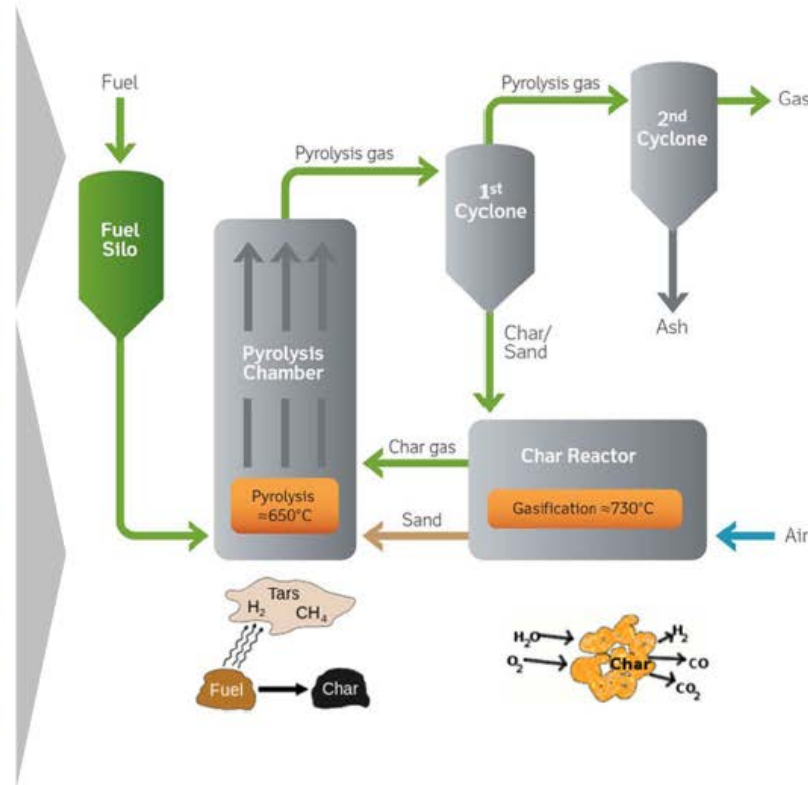 Fuel
Fuel
Silo
Pyrolysis gas
Pyrolysis
Chamber
Pyrolysis
≈650°C
Pyrolysis gas
1st
Cyclone
2nd
Cyclone
Gas
Ash
Char/
Sand
Char gas
Sand
Char Reactor
Gasification ≈730°C
Air
Tars
H₂
CH₄
Fuel
Char
H₂O
O₂
Char
H₂
CO
CO₂